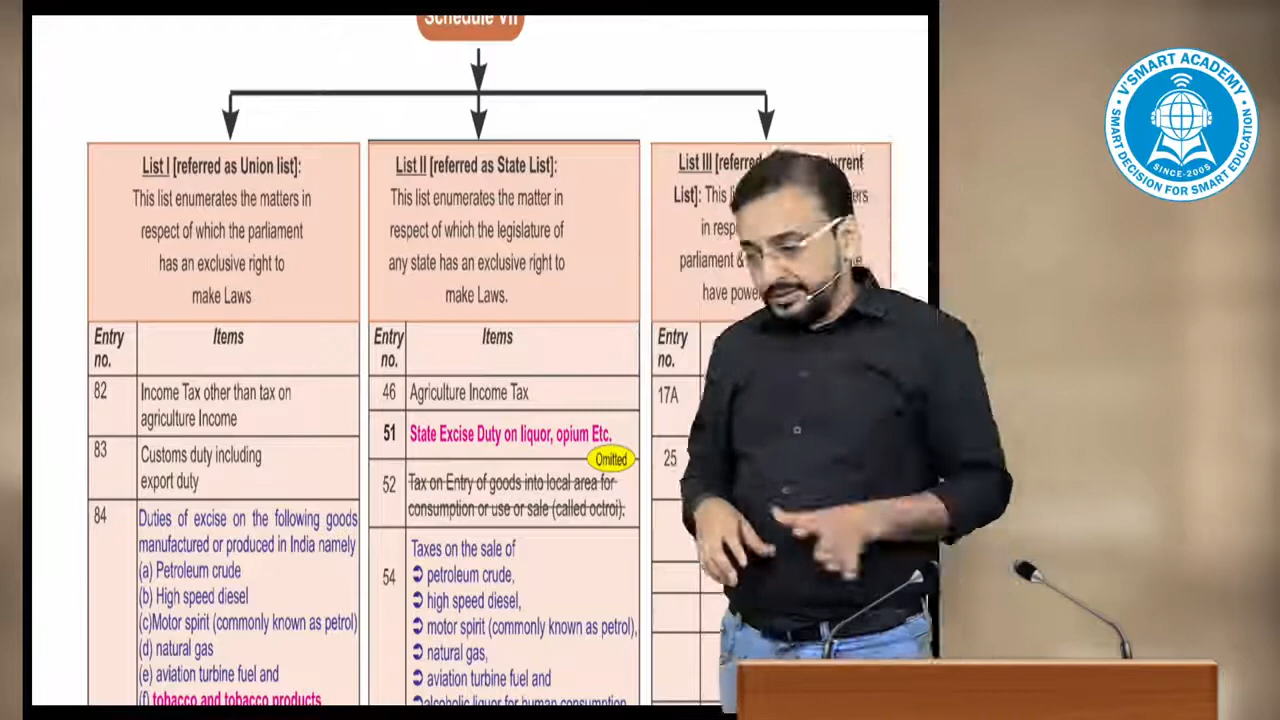 Schedule VII
List I [referred as Union list]:
This list enumerates the matters in
respect of which the parliament
has an exclusive right to
make Laws
Entry
no.
Items
82
Income Tax other than tax on
agriculture Income
83
Customs duty including
export duty
84
Duties of excise on the following goods
manufactured or produced in India namely
(a) Petroleum crude
(b) High speed diesel
(c)Motor spirit (commonly known as petrol)
(d) natural gas
(e) aviation turbine fuel and
(f) tobacco and tobacco products
List II [referred as State List]:
This list enumerates the matter in
respect of which the legislature of
any state has an exclusive right to
make Laws.
Entry
no.
Items
46
Agriculture Income Tax
51
State Excise Duty on liquor, opium Etc.
Omitted
52
Tax on Entry of goods into local area for
consumption or use or sale (called octroi).
54
Taxes on the sale of
petroleum crude,
high speed diesel,
motor spirit (commonly known as petrol),
natural gas,
aviation turbine fuel and
alcoholic liquor for human consumption
List III [referred
List]: This
in
parliament &
have
Entry
no.
17A
25
V'SMART ACADEMY
SINCE-2005
SMART DECISION FOR SMART EDUCATION